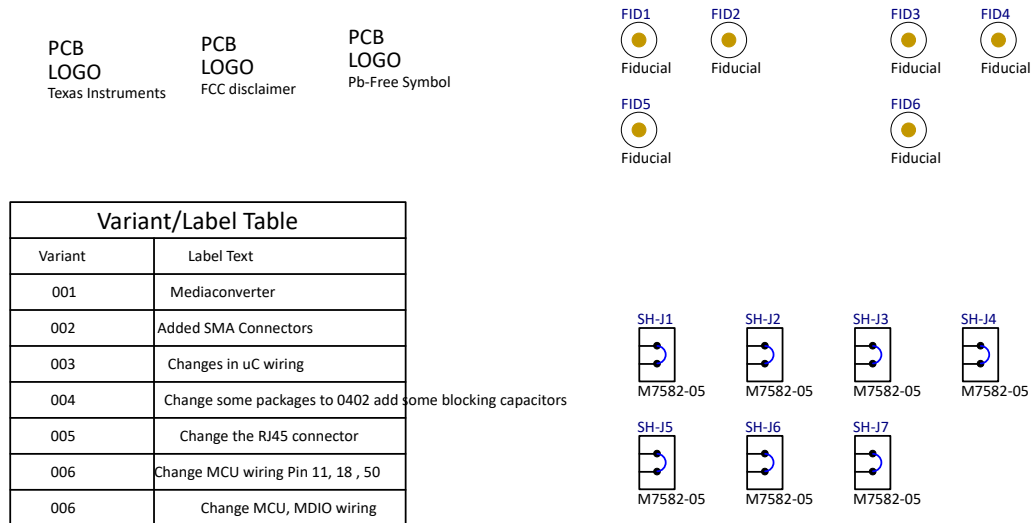 PCB
LOGO
Texas Instruments
PCB
LOGO
FCC disclaimer
PCB
LOGO
Pb-Free Symbol
FID1
Fiducial
FID2
Fiducial
FID3
Fiducial
FID4
Fiducial
FID5
Fiducial
FID6
Fiducial
Variant/Label Table
Variant Label Text
001 Mediaconverter
002 Added SMA Connectors
003 Changes in uC wiring
004 Change some packages to 0402 add some blocking capacitors
005 Change the RJ45 connector
006 Change MCU wiring Pin 11, 18 , 50
006 Change MCU, MDIO wiring
SH-J1
M7582-05
SH-J2
M7582-05
SH-J3
M7582-05
SH-J4
M7582-05
SH-J5
M7582-05
SH-J6
M7582-05
SH-J7
M7582-05